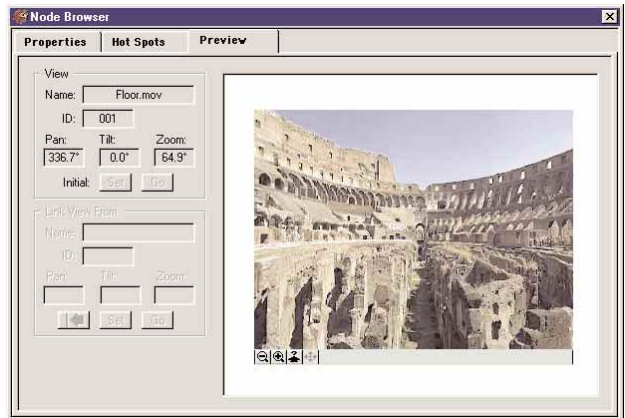 Node Browser
Properties
Hot Spots
Preview
View
Name: Floor.mov
ID: 001
Pan: Tilt: Zoom:
336.7° 0.0° 64.9°
Initial: Set Go
Link View From
Name:
ID:
Pan: Tilt: Zoom:
Set Go